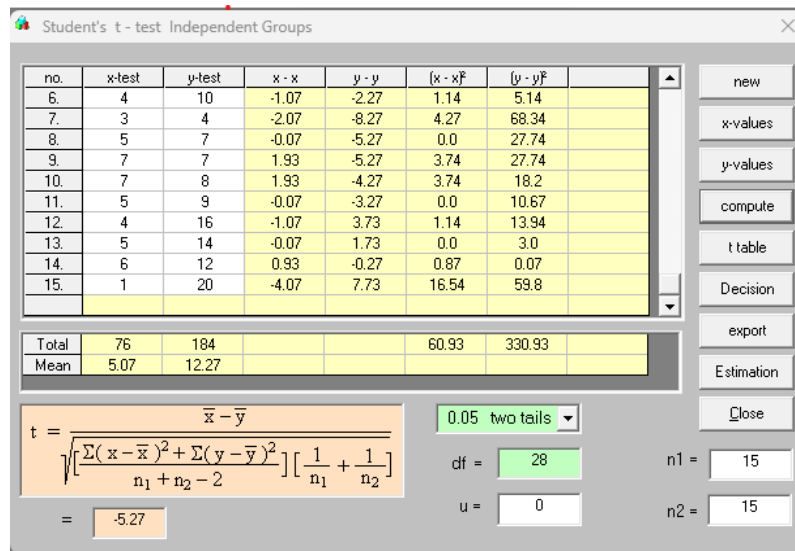 Student's t - test Independent Groups
no. x-test y-test x - x y - y (x - x)² (y - y)²
6. 4 10 -1.07 -2.27 1.14 5.14
7. 3 4 -2.07 -8.27 4.27 68.34
8. 5 7 -0.07 -5.27 0.0 27.74
9. 7 7 1.93 -5.27 3.74 27.74
10. 7 8 1.93 -4.27 3.74 18.2
11. 5 9 -0.07 -3.27 0.0 10.67
12. 4 16 -1.07 3.73 1.14 13.94
13. 5 14 -0.07 1.73 0.0 3.0
14. 6 12 0.93 -0.27 0.87 0.07
15. 1 20 -4.07 7.73 16.54 59.8
Total 76 184 60.93 330.93
Mean 5.07 12.27
new
x-values
y-values
compute
t table
Decision
export
Estimation
Close
t = x̅ – y̅
√[ Σ( x – x̅ )² + Σ( y – y̅ )² ] [ 1 + 1 ]
n₁ + n₂ – 2 n₁ n₂
= -5.27
0.05 two tails
df = 28
u = 0
n1 = 15
n2 = 15